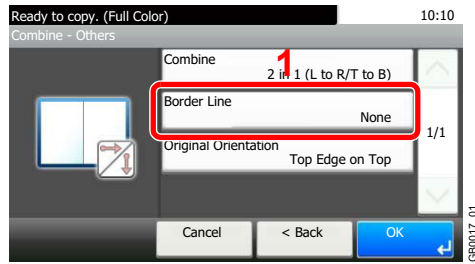 Ready to copy. (Full Color)
10:10
Combine - Others
Combine
1
2 in 1 (L to R/T to B)
Border Line
None
1/1
Original Orientation
Top Edge on Top
Cancel
< Back
OK
GB0017_01